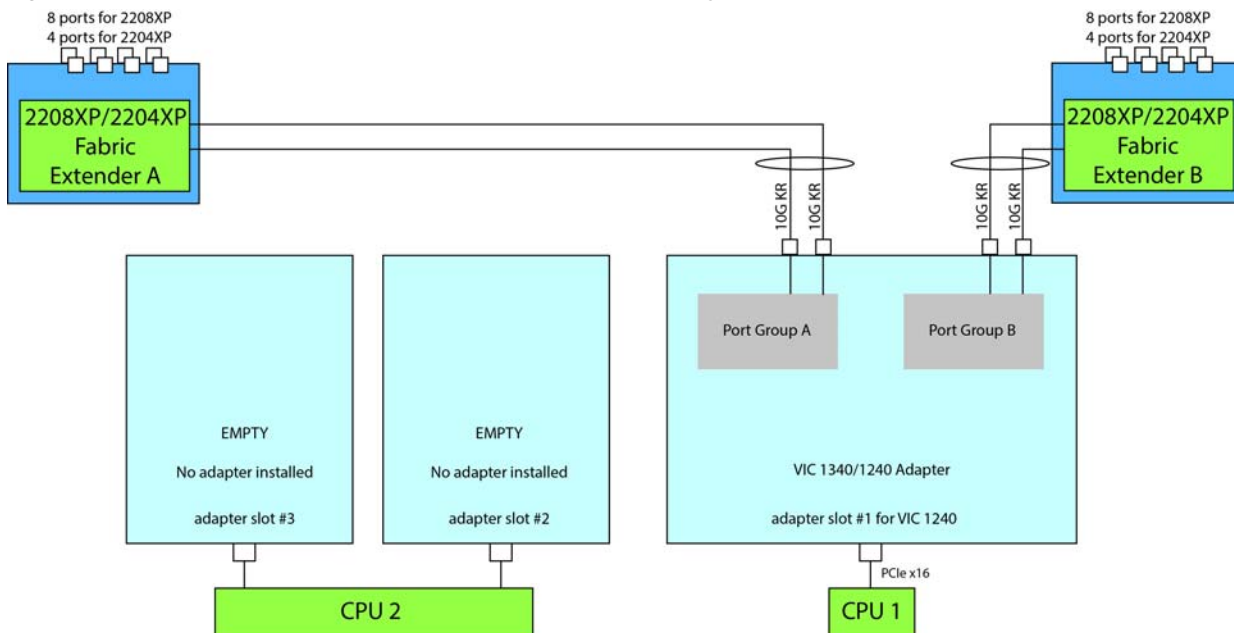 8 ports for 2208XP
4 ports for 2204XP
8 ports for 2208XP
4 ports for 2204XP
2208XP/2204XP
Fabric
Extender A
2208XP/2204XP
Fabric
Extender B
10G KR
10G KR
10G KR
10G KR
Port Group A
Port Group B
EMPTY
No adapter installed
adapter slot #3
EMPTY
No adapter installed
adapter slot #2
VIC 1340/1240 Adapter
adapter slot #1 for VIC 1240
PCIe x16
CPU 2
CPU 1